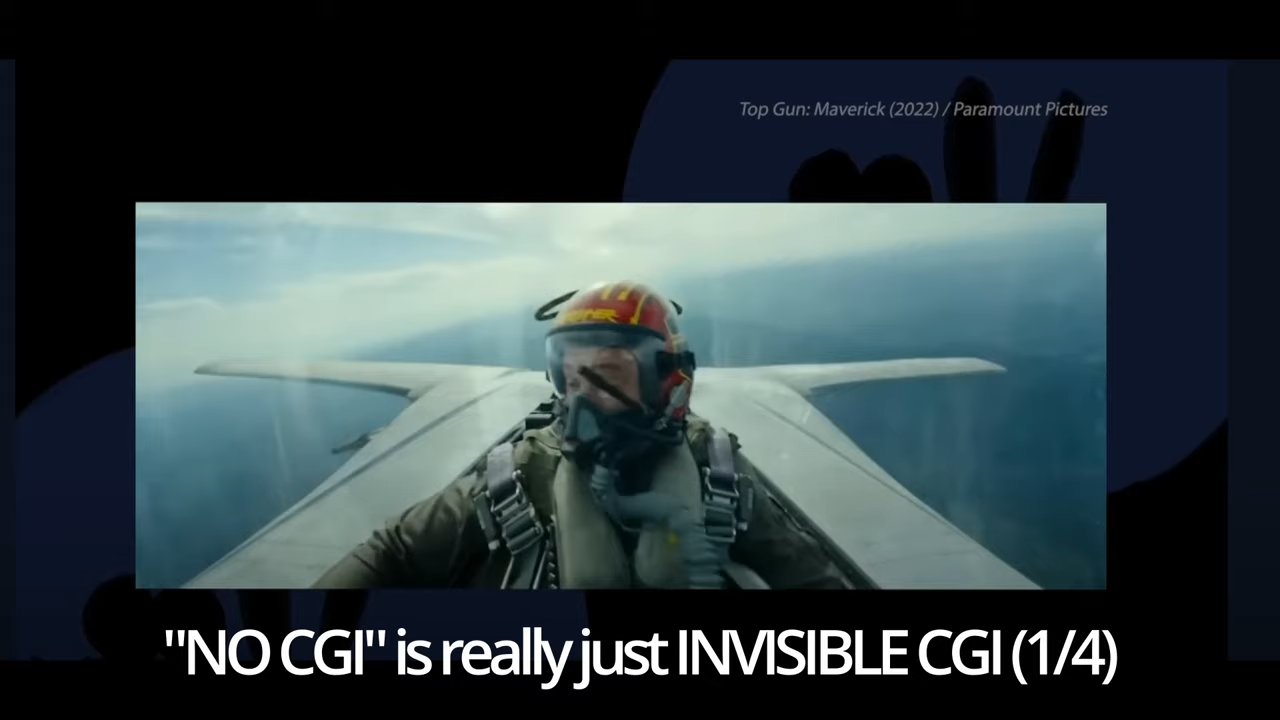 Top Gun: Maverick (2022) / Paramount Pictures
"NO CGI" is really just INVISIBLE CGI (1/4)